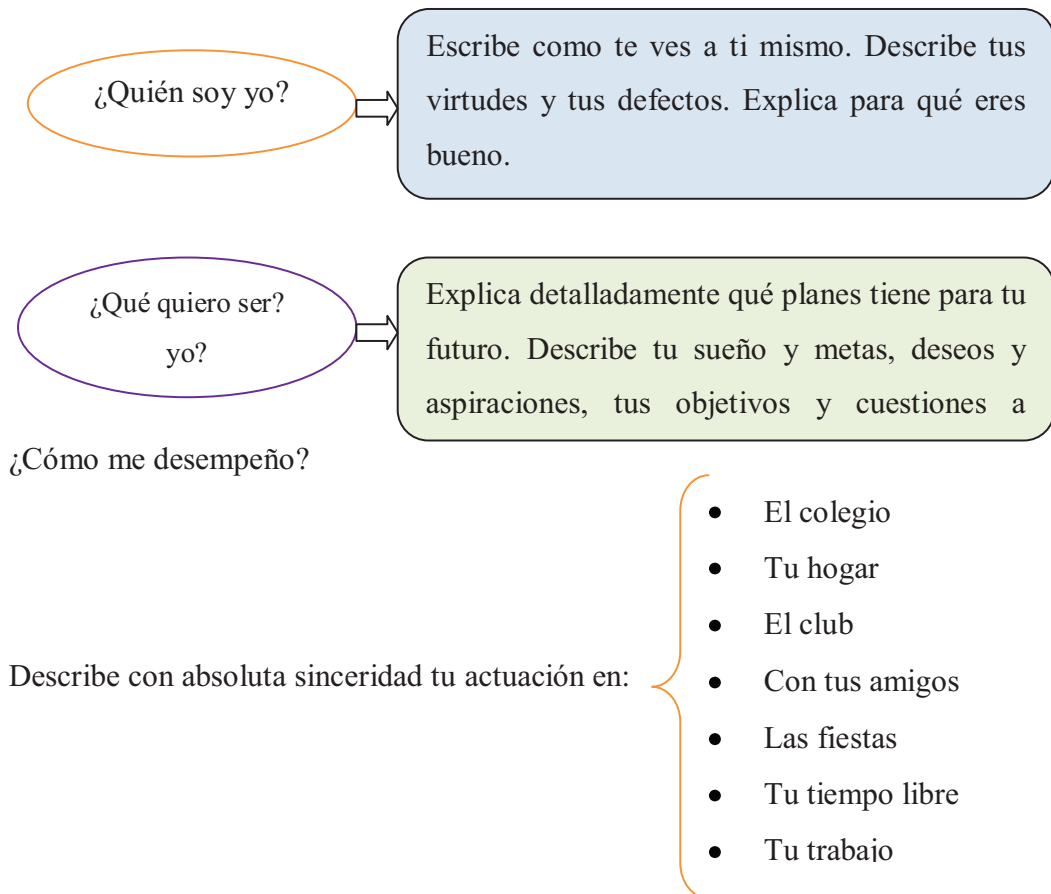 ¿Quién soy yo?
Escribe como te ves a ti mismo. Describe tus
virtudes y tus defectos. Explica para qué eres
bueno.
¿Qué quiero ser?
yo?
Explica detalladamente qué planes tiene para tu
futuro. Describe tu sueño y metas, deseos y
aspiraciones, tus objetivos y cuestiones a
¿Cómo me desempeño?
Describe con absoluta sinceridad tu actuación en:
• El colegio
• Tu hogar
• El club
• Con tus amigos
• Las fiestas
• Tu tiempo libre
• Tu trabajo